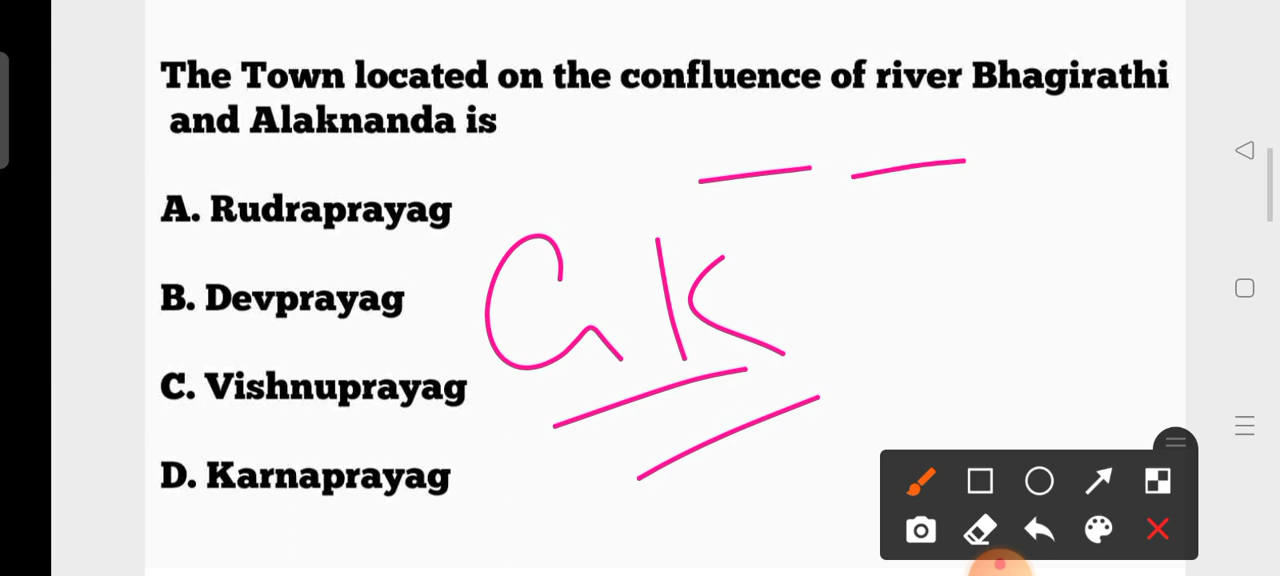 The Town located on the confluence of river Bhagirathi
and Alaknanda is
A. Rudraprayag
B. Devprayag
GK
C. Vishnuprayag
D. Karnaprayag